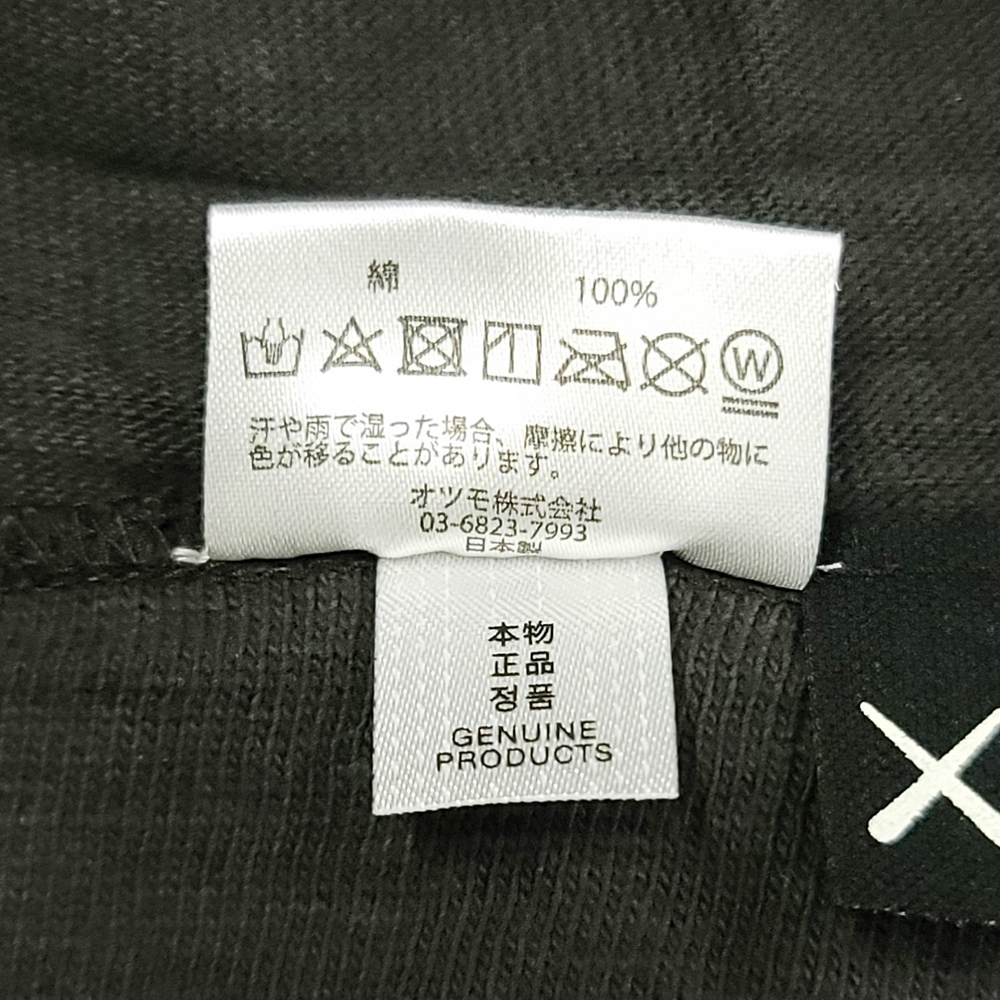 綿 100%
W
汗や雨で湿った場合、摩擦により他の物に
色が移ることがあります。
オツモ株式会社
03-6823-7993
日本製
本物
正品
정품
GENUINE
PRODUCTS